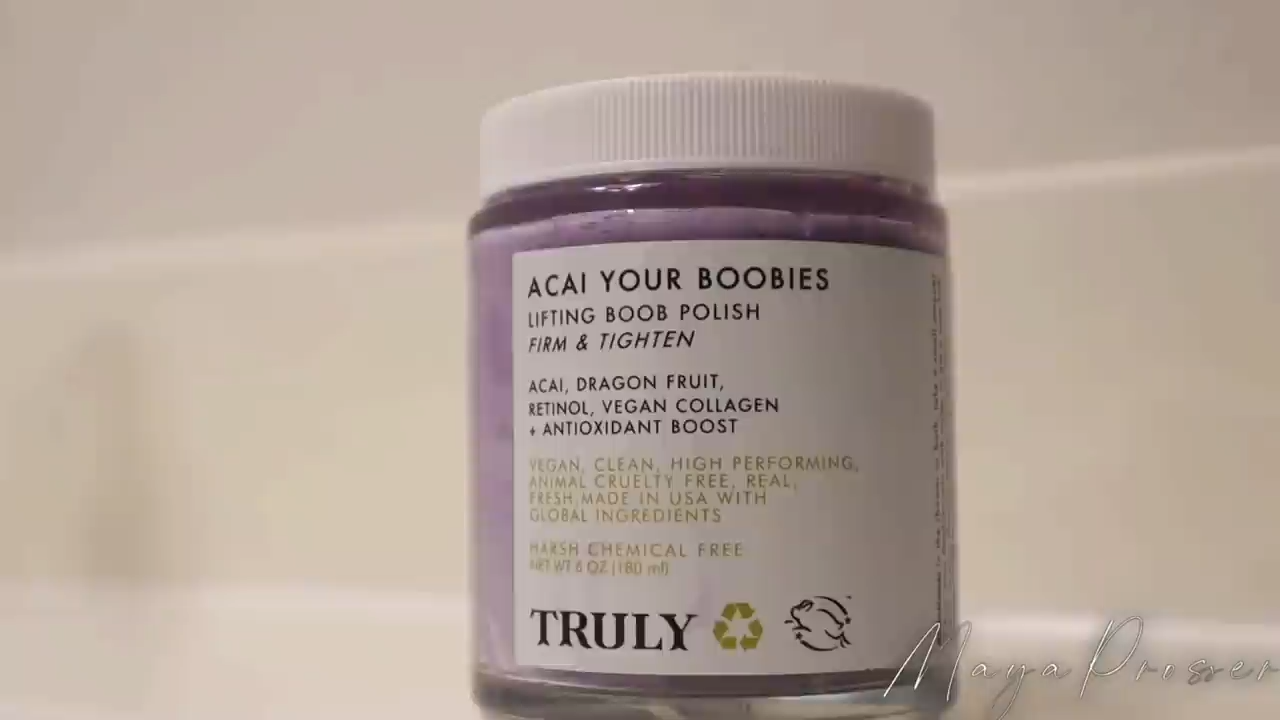 ACAI YOUR BOOBIES
LIFTING BOOB POLISH
FIRM & TIGHTEN
ACAI, DRAGON FRUIT,
RETINOL, VEGAN COLLAGEN
+ ANTIOXIDANT BOOST
VEGAN, CLEAN, HIGH PERFORMING,
ANIMAL CRUELTY FREE, REAL,
FRESH,MADE IN USA WITH
GLOBAL INGREDIENTS
HARSH CHEMICAL FREE
NET WT 6 OZ (180 ml)
TRULY
Maya Prosser